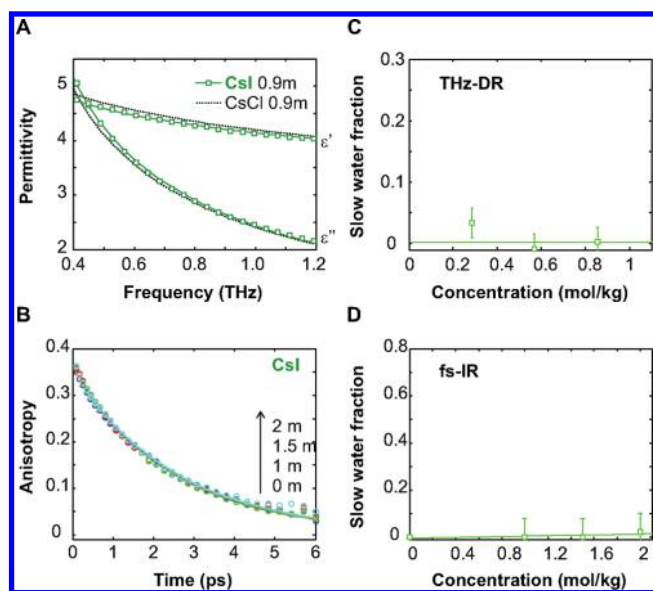 A
CsI 0.9m
CsCl 0.9m
ε'
ε"
Permittivity
5
4
3
2
0.4 0.6 0.8 1.0 1.2
Frequency (THz)
B
CsI
2 m
1.5 m
1 m
0 m
Anisotropy
0.4
0.3
0.2
0.1
0
0 1 2 3 4 5 6
Time (ps)
C
THz-DR
Slow water fraction
0.3
0.2
0.1
0
0 0.2 0.4 0.6 0.8 1
Concentration (mol/kg)
D
fs-IR
Slow water fraction
0.8
0.6
0.4
0.2
0
0 0.4 0.8 1.2 1.6 2
Concentration (mol/kg)